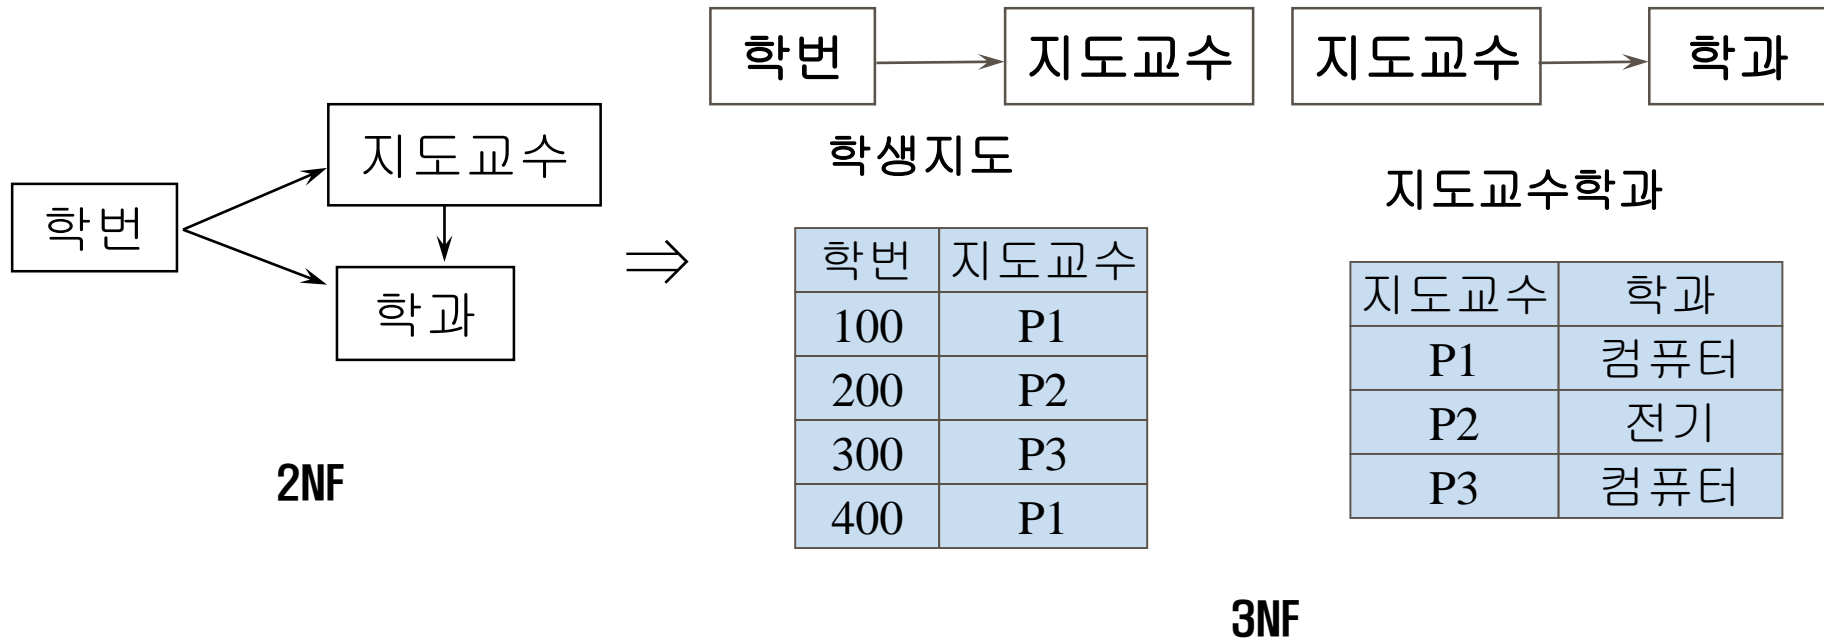 학번
지도교수
학과
2NF
⇒
학번 지도교수
학생지도
학번 지도교수
100 P1
200 P2
300 P3
400 P1
지도교수 학과
지도교수학과
지도교수 학과
P1 컴퓨터
P2 전기
P3 컴퓨터
3NF